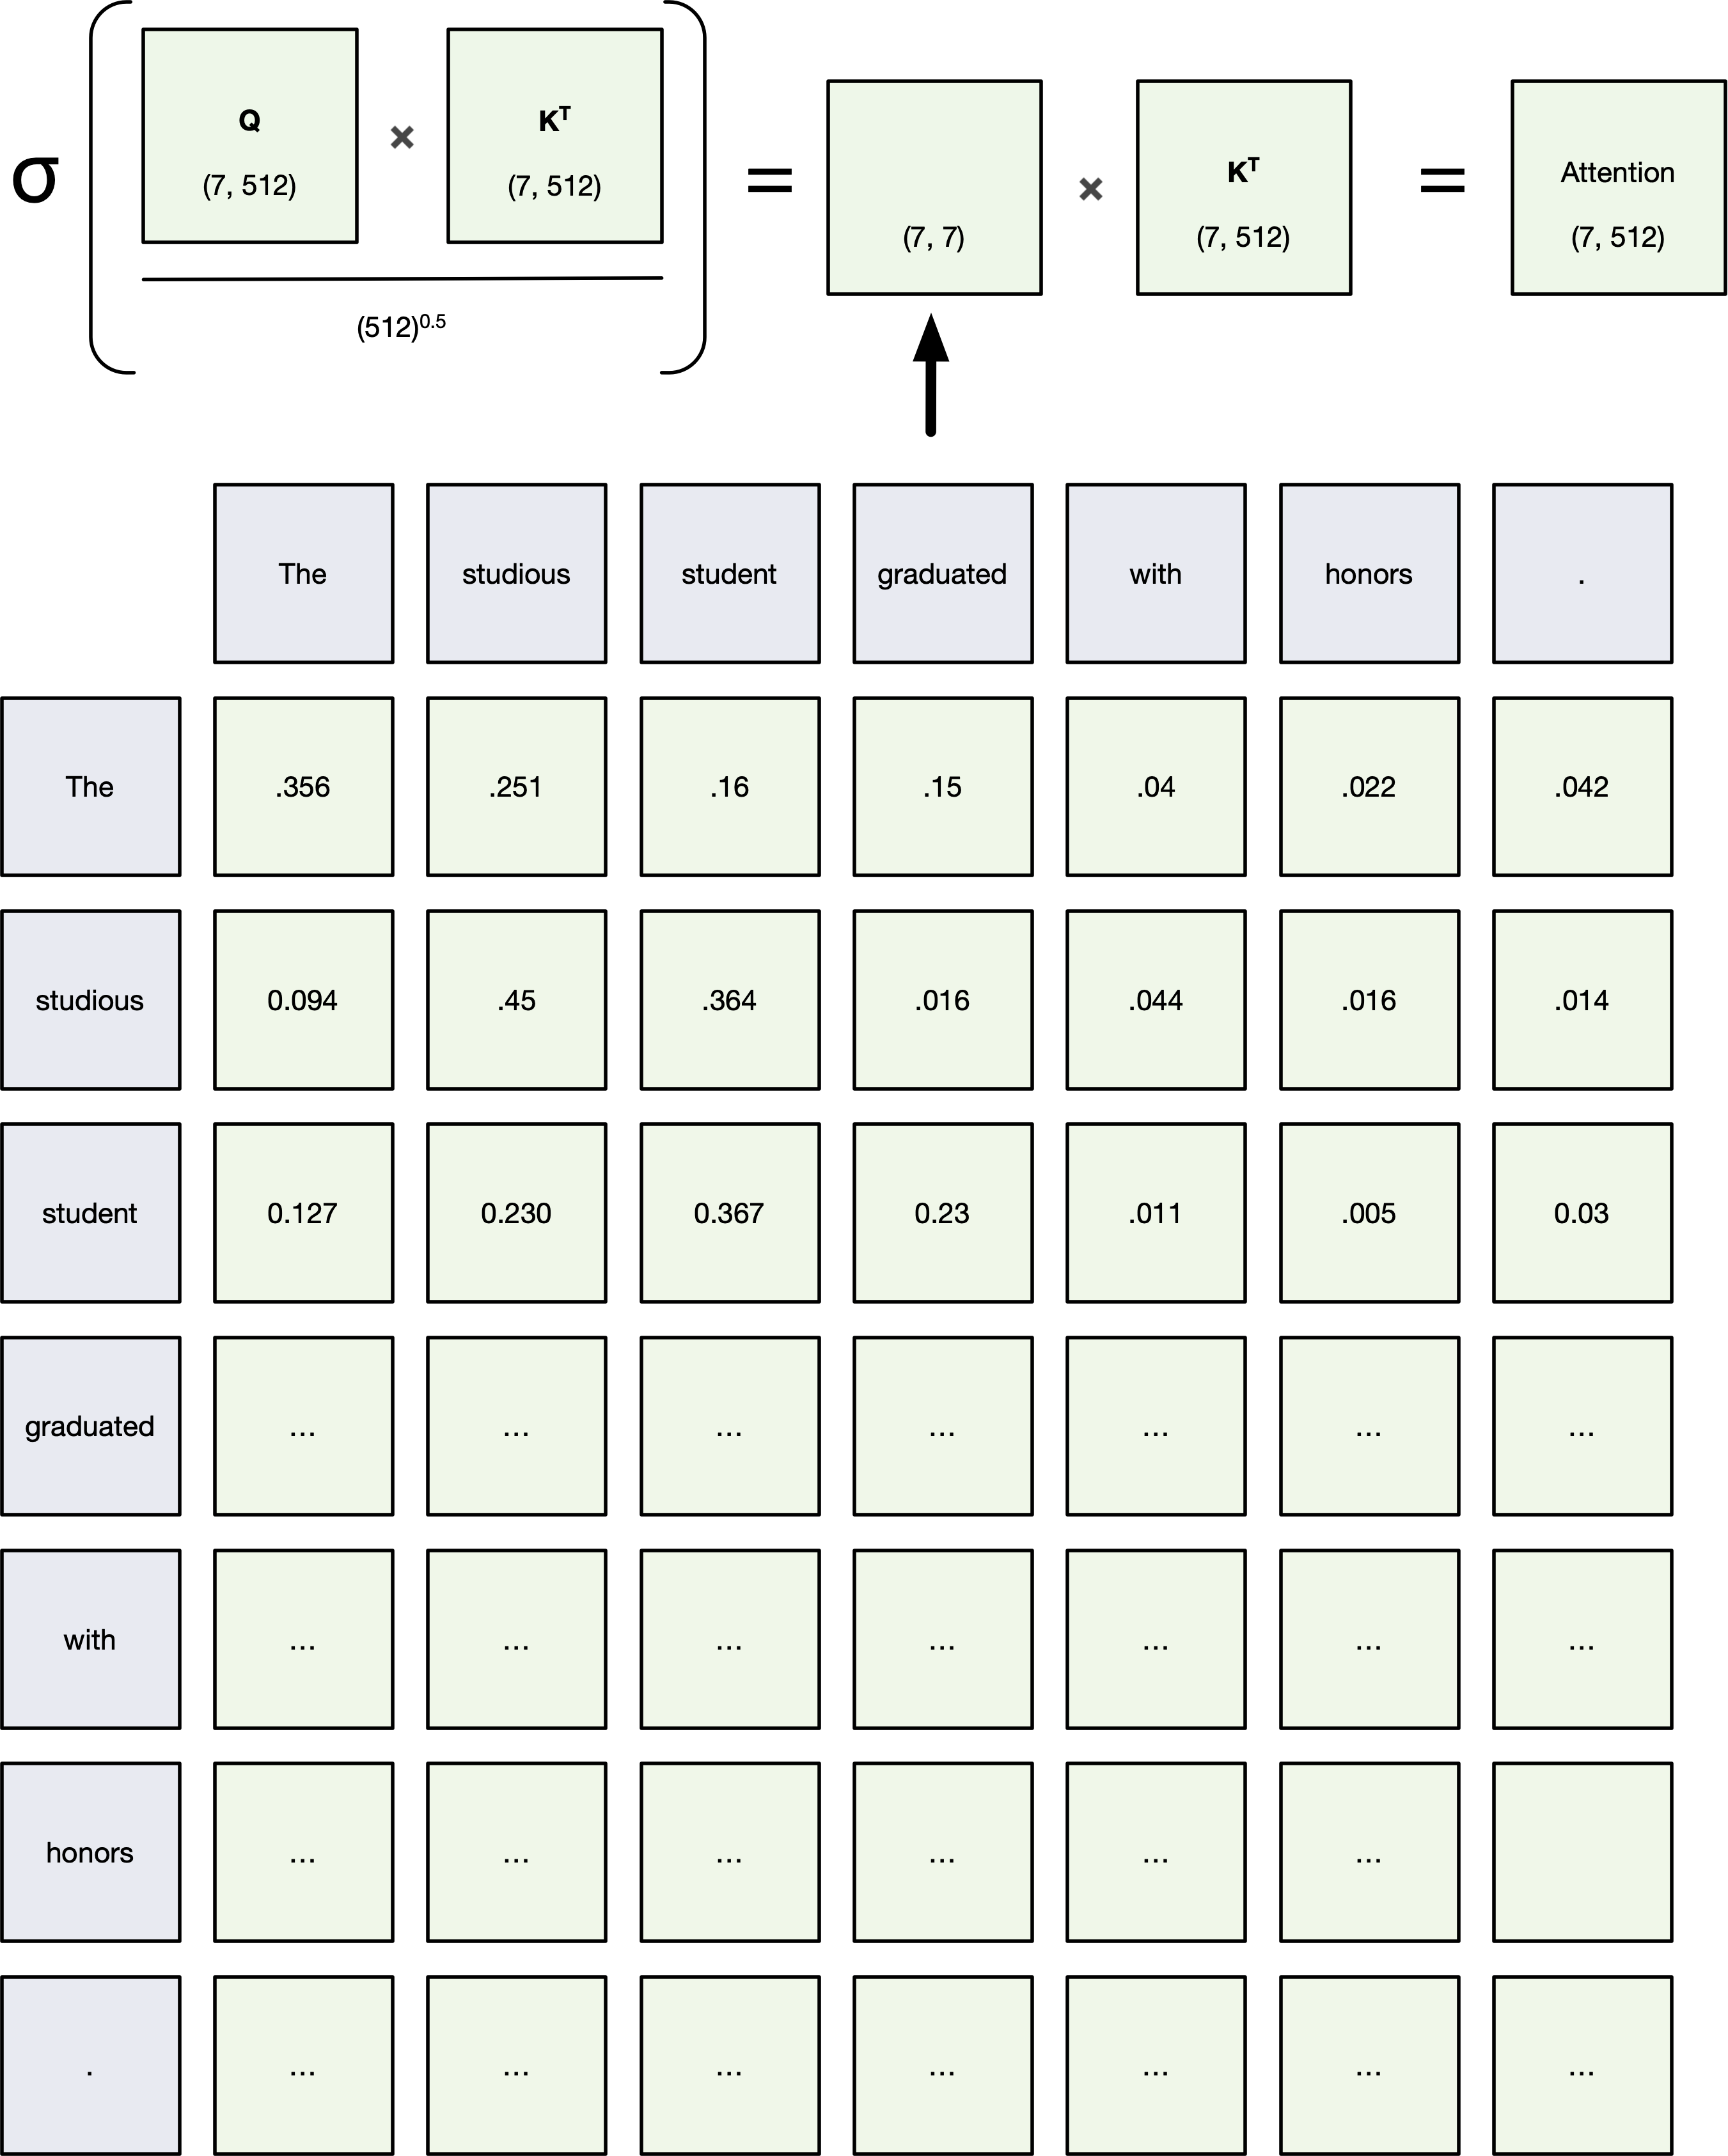 σ
Q × Kᵀ = × Kᵀ = Attention
(7, 512) (7, 512) (7, 7) (7, 512) (7, 512)
(512)⁰·⁵
The studious student graduated with honors .
The .356 .251 .16 .15 .04 .022 .042
studious 0.094 .45 .364 .016 .044 .016 .014
student 0.127 0.230 0.367 0.23 .011 .005 0.03
graduated ... ... ... ... ... ... ...
with ... ... ... ... ... ... ...
honors ... ... ... ... ... ...
. ... ... ... ... ... ... ...